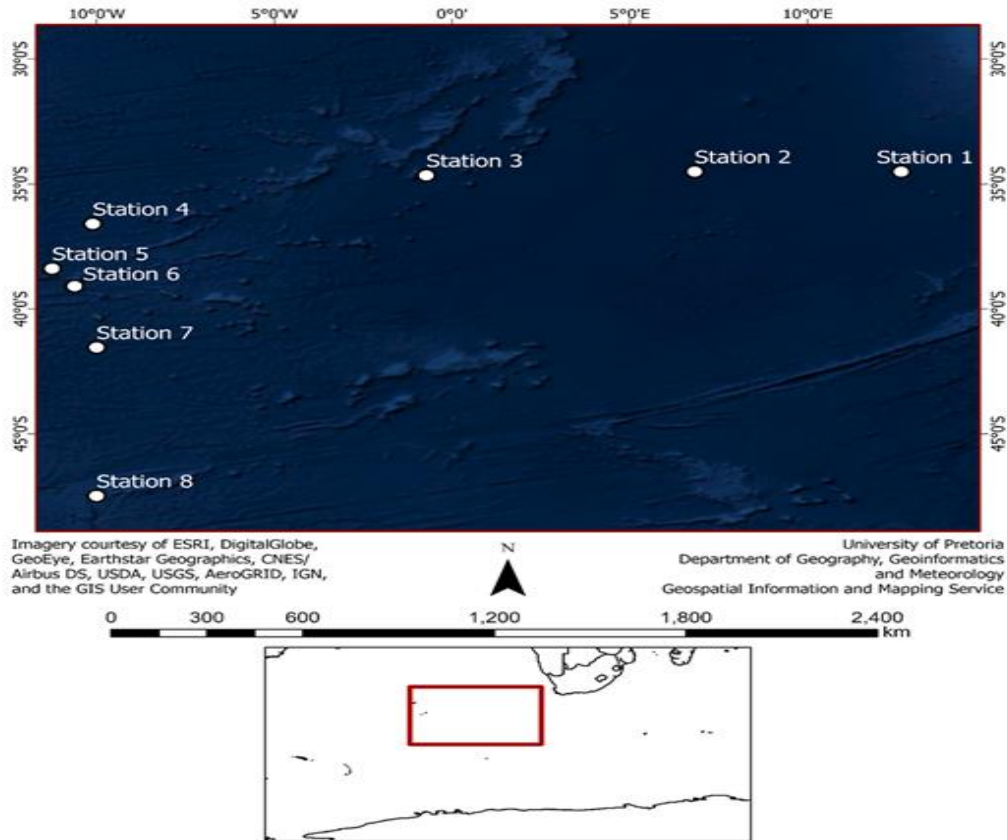 10°0'W 5°0'W 0°0' 5°0'E 10°0'E
30°S 30°S
Station 3 Station 2 Station 1
35°0'S 35°0'S
Station 4
Station 5
Station 6
40°0'S 40°0'S
Station 7
45°0'S 45°0'S
Station 8
Imagery courtesy of ESRI, DigitalGlobe,
GeoEye, Earthstar Geographics, CNES/
Airbus DS, USDA, USGS, AeroGRID, IGN,
and the GIS User Community
N
University of Pretoria
Department of Geography, Geoinformatics
and Meteorology
Geospatial Information and Mapping Service
0 300 600 1,200 1,800 2,400
km